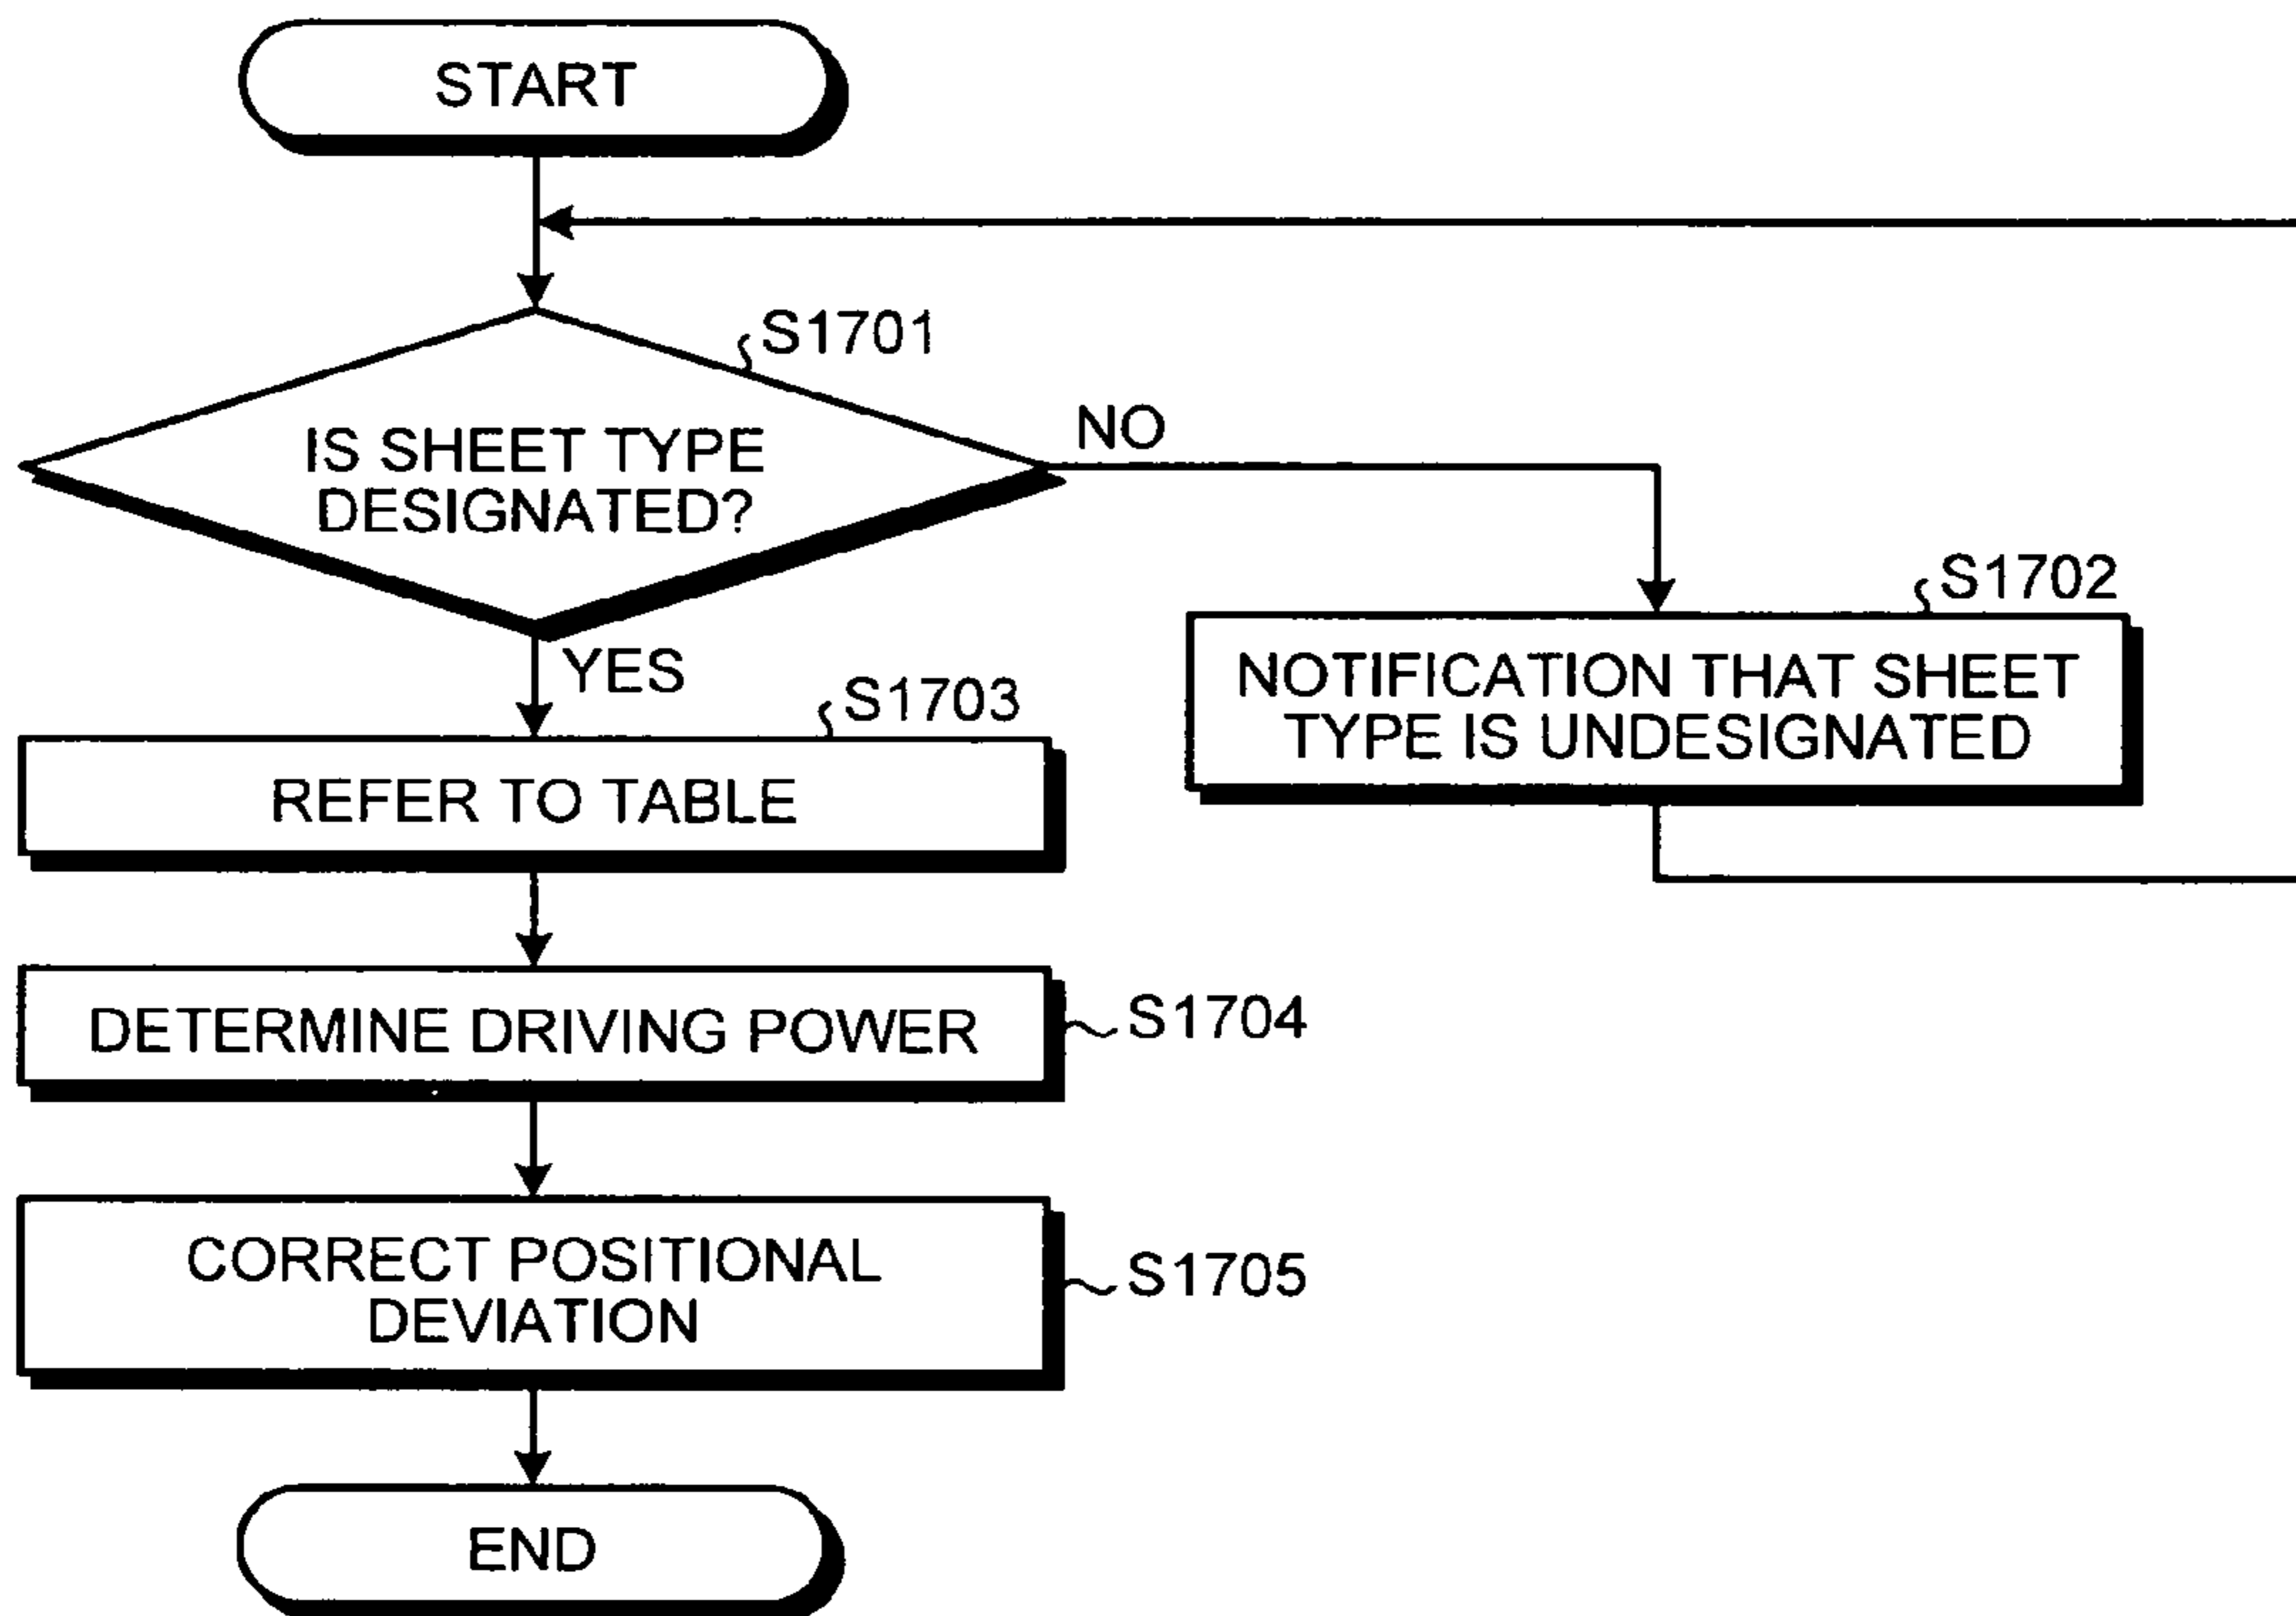 START
S1701
IS SHEET TYPE
DESIGNATED?
NO
S1702
NOTIFICATION THAT SHEET
TYPE IS UNDESIGNATED
YES
S1703
REFER TO TABLE
DETERMINE DRIVING POWER
S1704
CORRECT POSITIONAL
DEVIATION
S1705
END